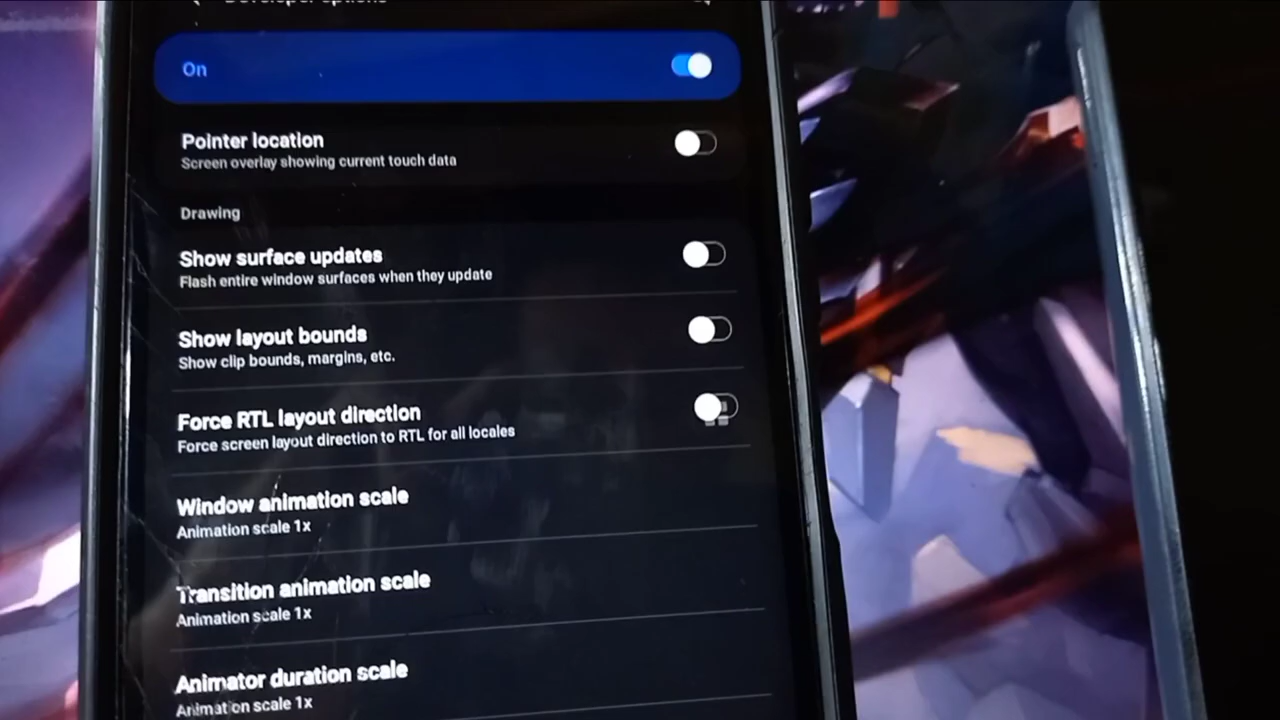 Developer options
On
Pointer location
Screen overlay showing current touch data
Drawing
Show surface updates
Flash entire window surfaces when they update
Show layout bounds
Show clip bounds, margins, etc.
Force RTL layout direction
Force screen layout direction to RTL for all locales
Window animation scale
Animation scale 1x
Transition animation scale
Animation scale 1x
Animator duration scale
Animation scale 1x